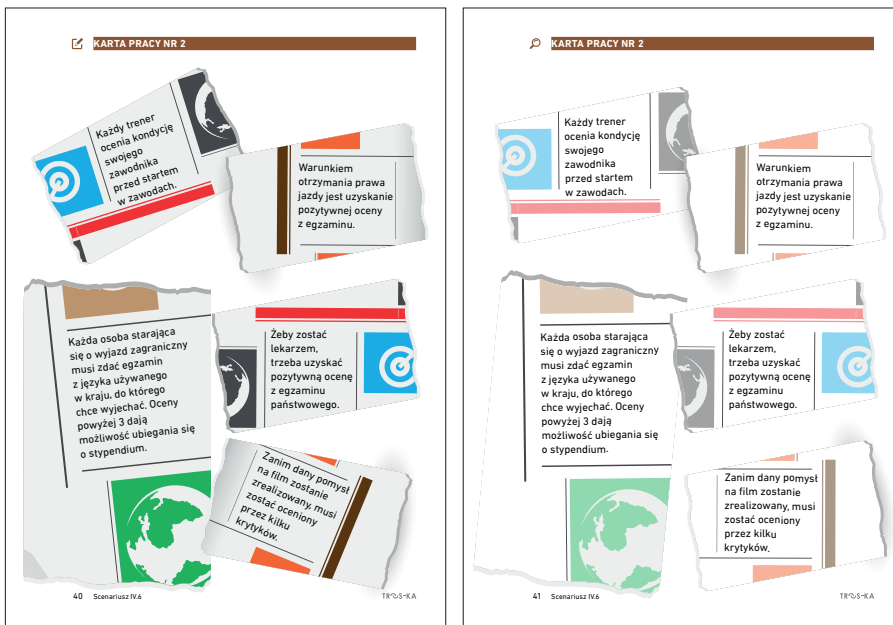 KARTA PRACY NR 2
Każdy trener
ocenia kondycję
swojego
zawodnika
przed startem
w zawodach.
Warunkiem
otrzymania prawa
jazdy jest uzyskanie
pozytywnej oceny
z egzaminu.
Każda osoba starająca
się o wyjazd zagraniczny
musi zdać egzamin
z języka używanego
w kraju, do którego
chce wyjechać. Oceny
powyżej 3 dają
możliwość ubiegania się
o stypendium.
Żeby zostać
lekarzem,
trzeba uzyskać
pozytywną ocenę
z egzaminu
państwowego.
Zanim dany pomysł
na film zostanie
zrealizowany, musi
zostać oceniony
przez kilku
krytyków.
40 Scenariusz IV.6
TROS-KA
KARTA PRACY NR 2
Każdy trener
ocenia kondycję
swojego
zawodnika
przed startem
w zawodach.
Warunkiem
otrzymania prawa
jazdy jest uzyskanie
pozytywnej oceny
z egzaminu.
Każda osoba starająca
się o wyjazd zagraniczny
musi zdać egzamin
z języka używanego
w kraju, do którego
chce wyjechać. Oceny
powyżej 3 dają
możliwość ubiegania się
o stypendium.
Żeby zostać
lekarzem,
trzeba uzyskać
pozytywną ocenę
z egzaminu
państwowego.
Zanim dany pomysł
na film zostanie
zrealizowany, musi
zostać oceniony
przez kilku
krytyków.
41 Scenariusz IV.6
TROS-KA